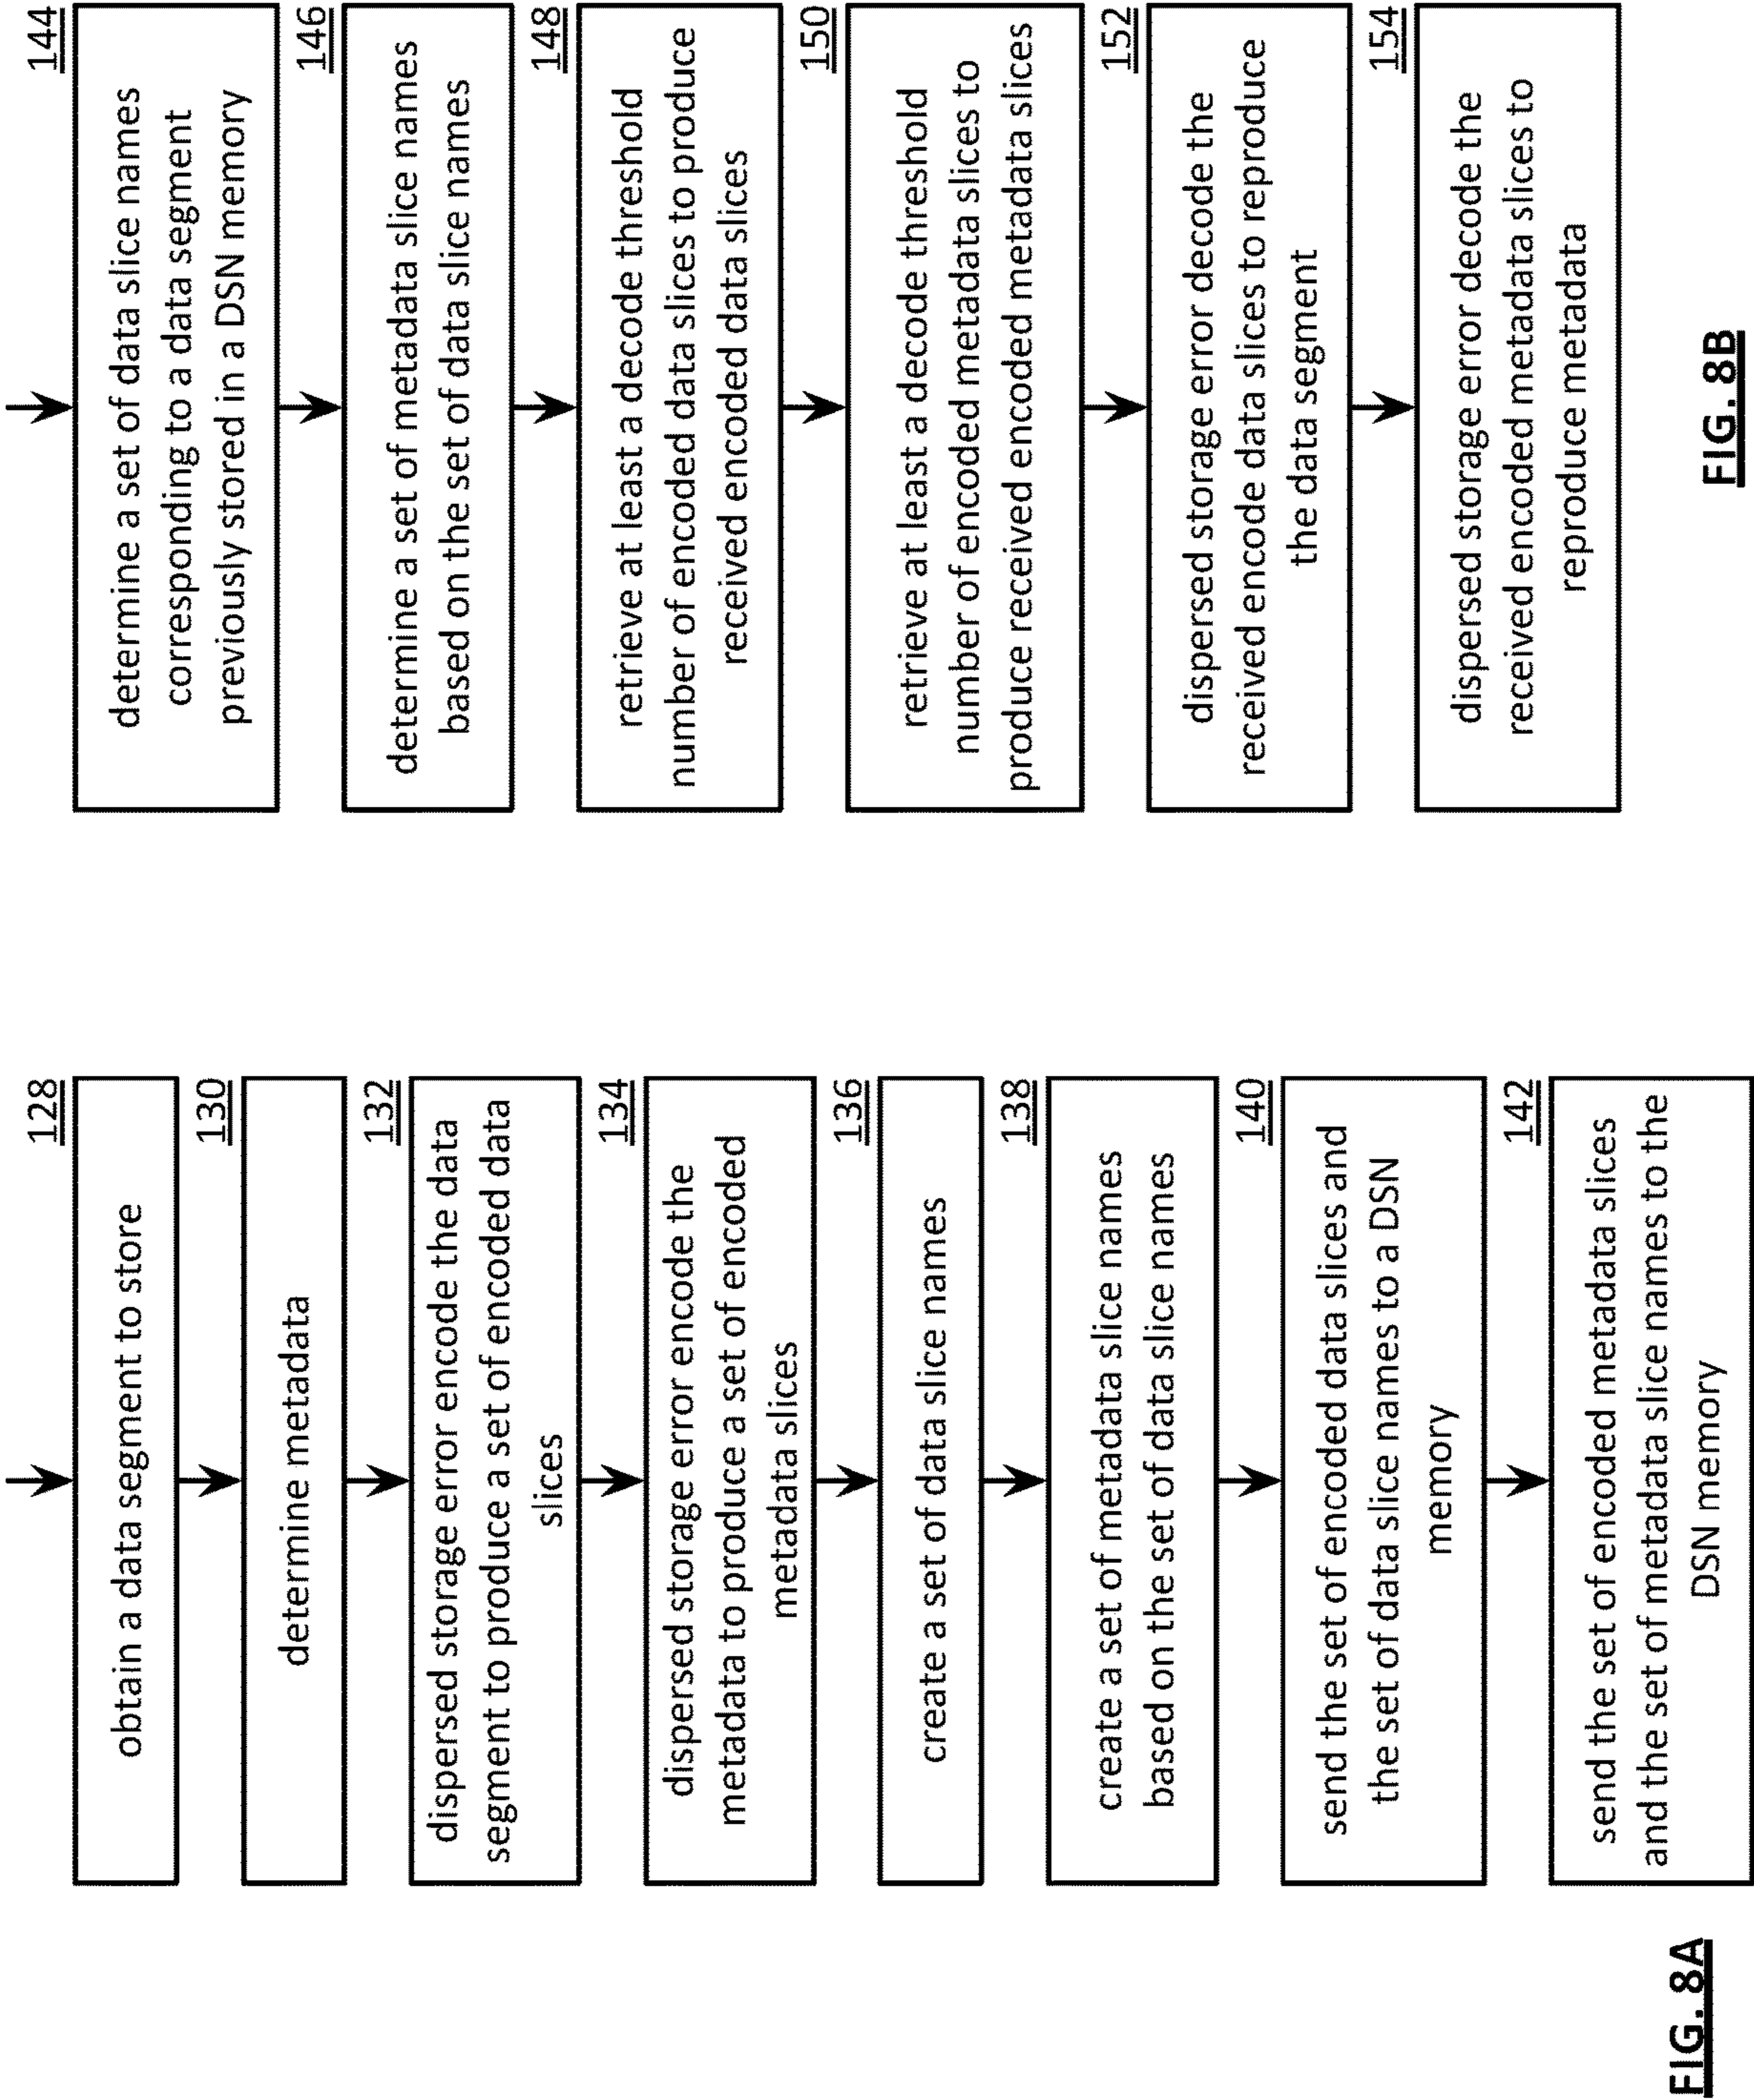 128
obtain a data segment to store
130
determine metadata
132
dispersed storage error encode the data
segment to produce a set of encoded data
slices
134
dispersed storage error encode the
metadata to produce a set of encoded
metadata slices
136
create a set of data slice names
138
create a set of metadata slice names
based on the set of data slice names
140
send the set of encoded data slices and
the set of data slice names to a DSN
memory
142
send the set of encoded metadata slices
and the set of metadata slice names to the
DSN memory
FIG. 8A
144
determine a set of data slice names
corresponding to a data segment
previously stored in a DSN memory
146
determine a set of metadata slice names
based on the set of data slice names
148
retrieve at least a decode threshold
number of encoded data slices to produce
received encoded data slices
150
retrieve at least a decode threshold
number of encoded metadata slices to
produce received encoded metadata slices
152
dispersed storage error decode the
received encode data slices to reproduce
the data segment
154
dispersed storage error decode the
received encoded metadata slices to
reproduce metadata
FIG. 8B